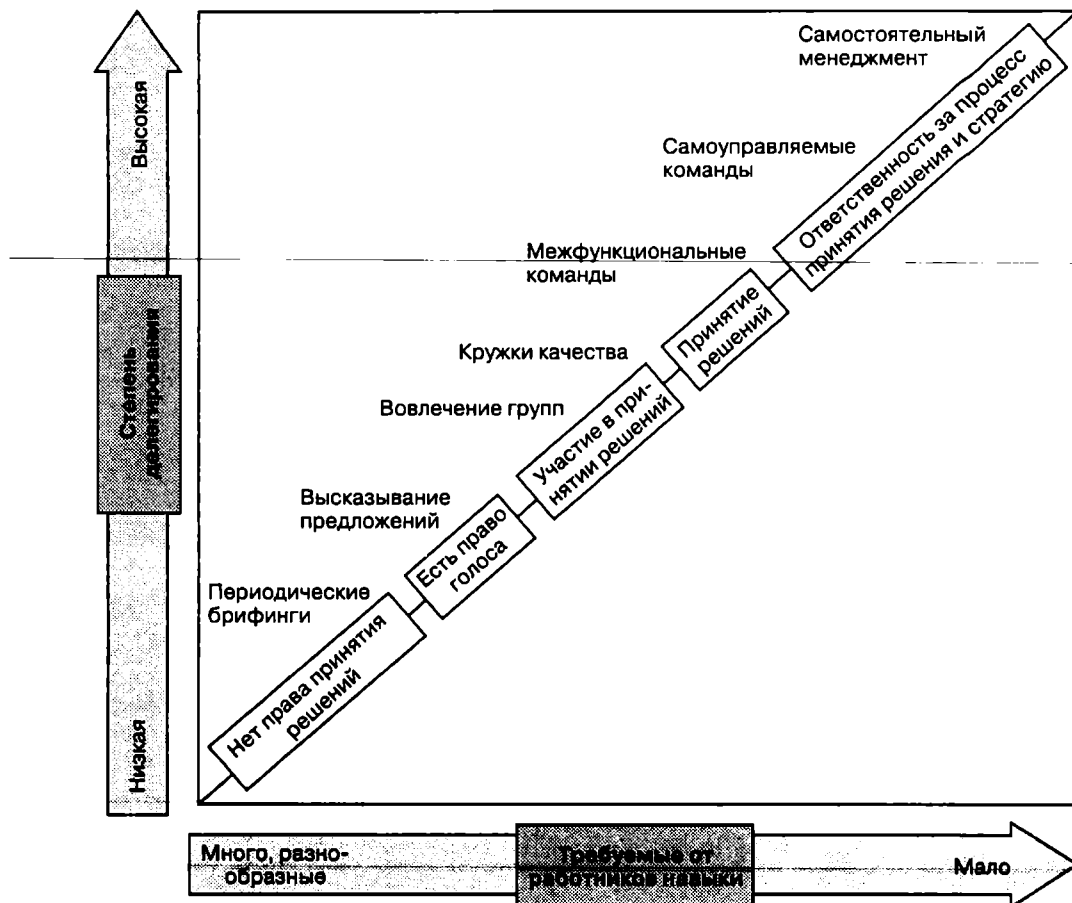 Высокая
Степень
делегирования
Низкая
Самостоятельный
менеджмент
Ответственность за процесс
принятия решения и стратегию
Самоуправляемые
команды
Межфункциональные
команды
Принятие
решений
Кружки качества
Вовлечение групп
Участие в при-
нятии решений
Высказывание
предложений
Есть право
голоса
Периодические
брифинги
Нет права принятия
решений
Много, разно-
образные
Требуемые от
работников навыки
Мало